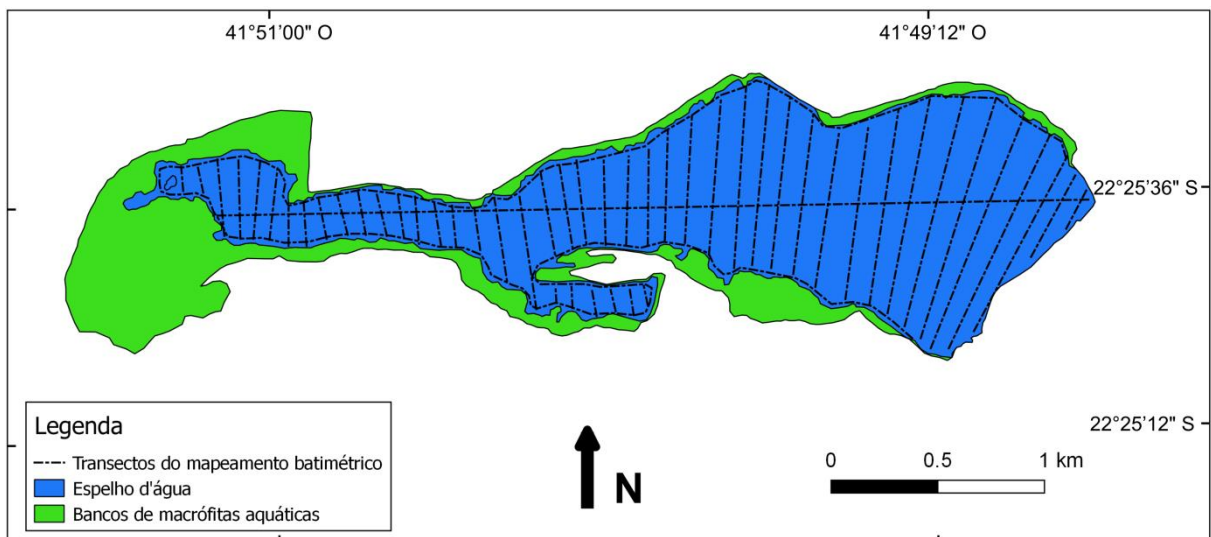 41°51’00” O
41°49’12” O
22°25’36” S
22°25’12” S
Legenda
Transectos do mapeamento batimétrico
Espelho d'água
Bancos de macrófitas aquáticas
N
0 0.5 1 km